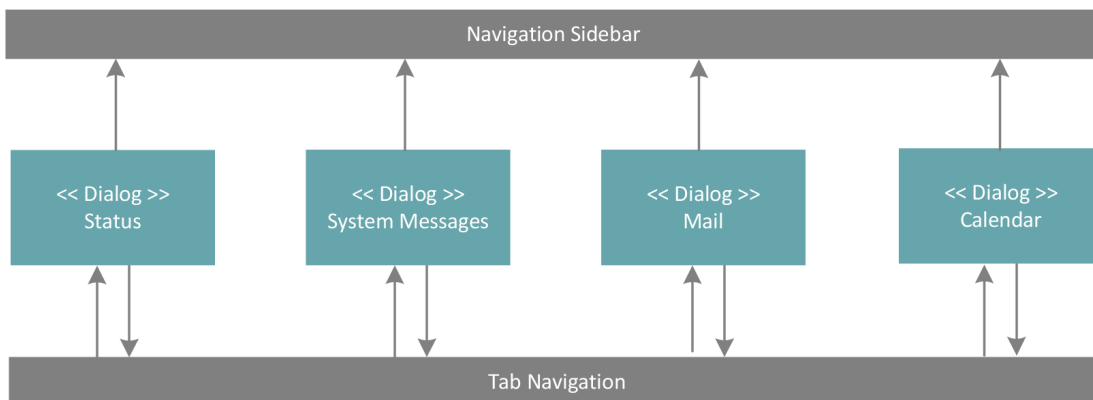 Navigation Sidebar
<< Dialog >>
Status
<< Dialog >>
System Messages
<< Dialog >>
Mail
<< Dialog >>
Calendar
Tab Navigation